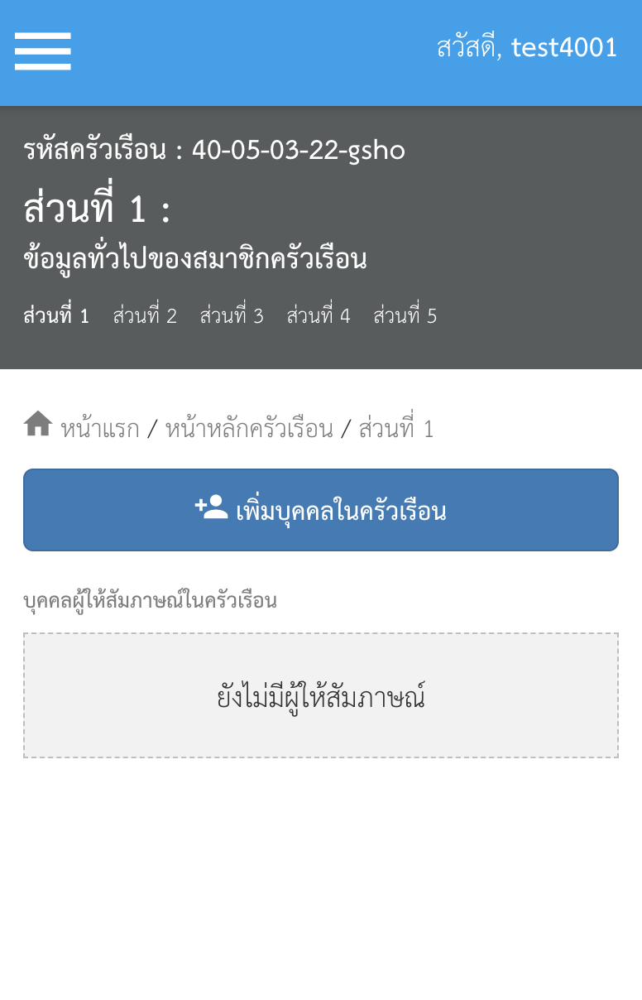 สวัสดี, test4001
รหัสครัวเรือน : 40-05-03-22-gsho
ส่วนที่ 1 :
ข้อมูลทั่วไปของสมาชิกครัวเรือน
ส่วนที่ 1 ส่วนที่ 2 ส่วนที่ 3 ส่วนที่ 4 ส่วนที่ 5
หน้าแรก / หน้าหลักครัวเรือน / ส่วนที่ 1
เพิ่มบุคคลในครัวเรือน
บุคคลผู้ให้สัมภาษณ์ในครัวเรือน
ยังไม่มีผู้ให้สัมภาษณ์